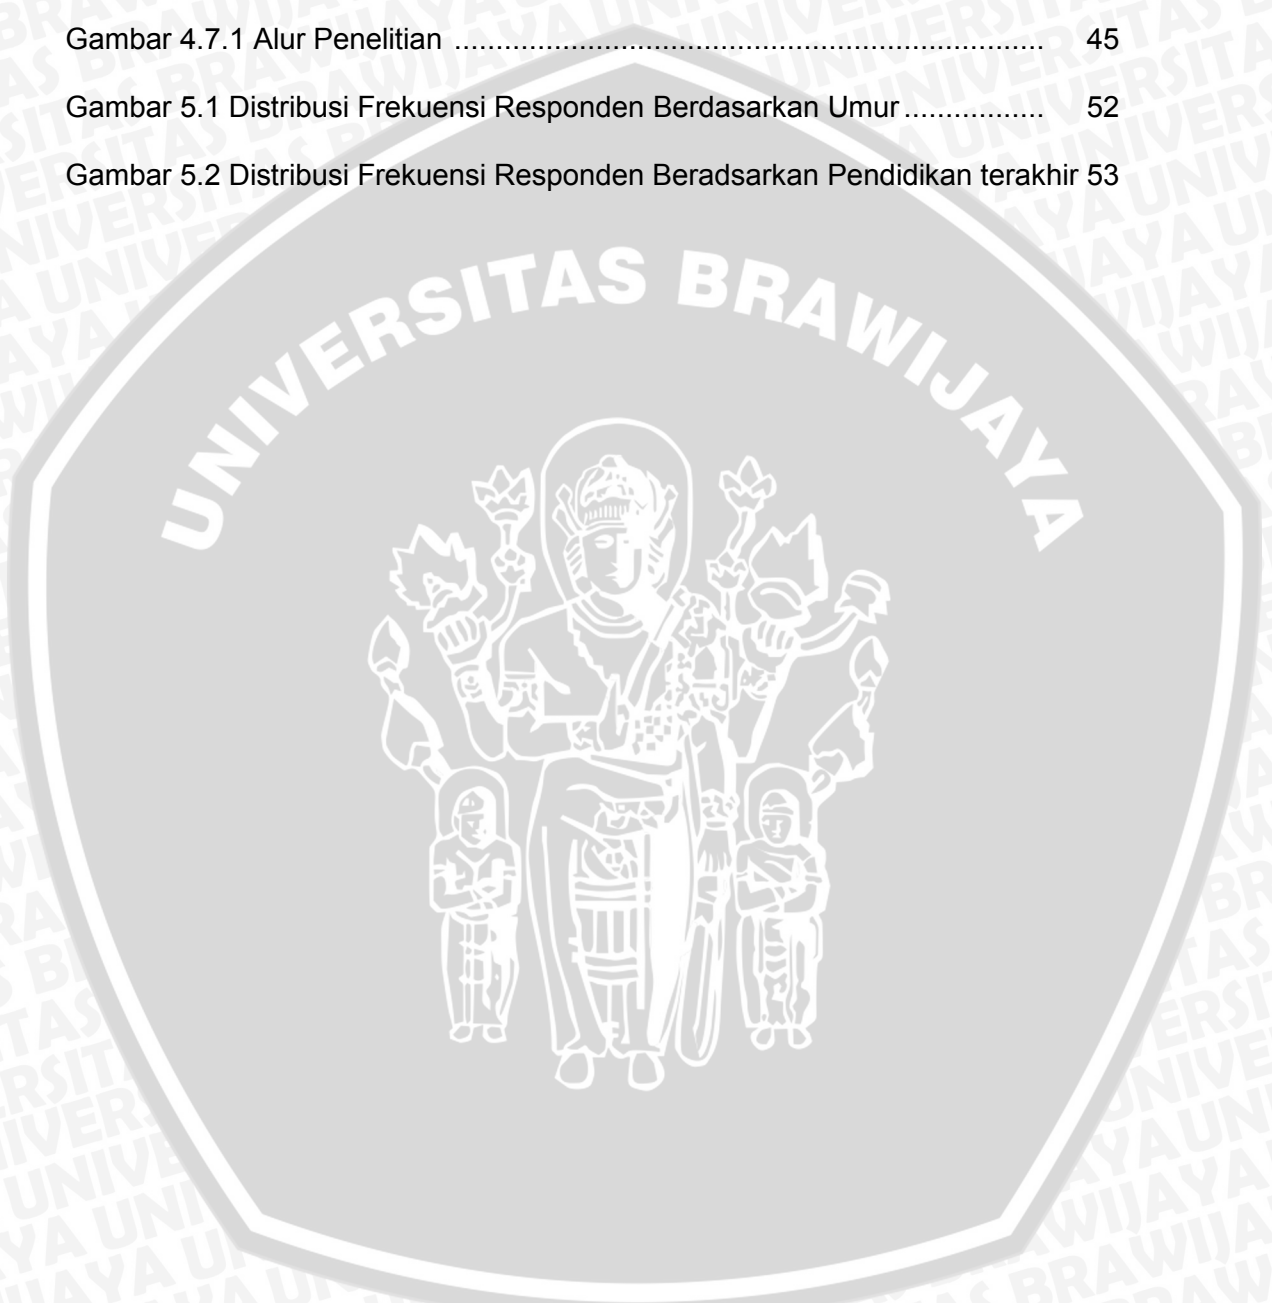 Gambar 4.7.1 Alur Penelitian ....................................................................... 45
Gambar 5.1 Distribusi Frekuensi Responden Berdasarkan Umur................. 52
Gambar 5.2 Distribusi Frekuensi Responden Beradsarkan Pendidikan terakhir 53
UNIVERSITAS BRAWIJAYA